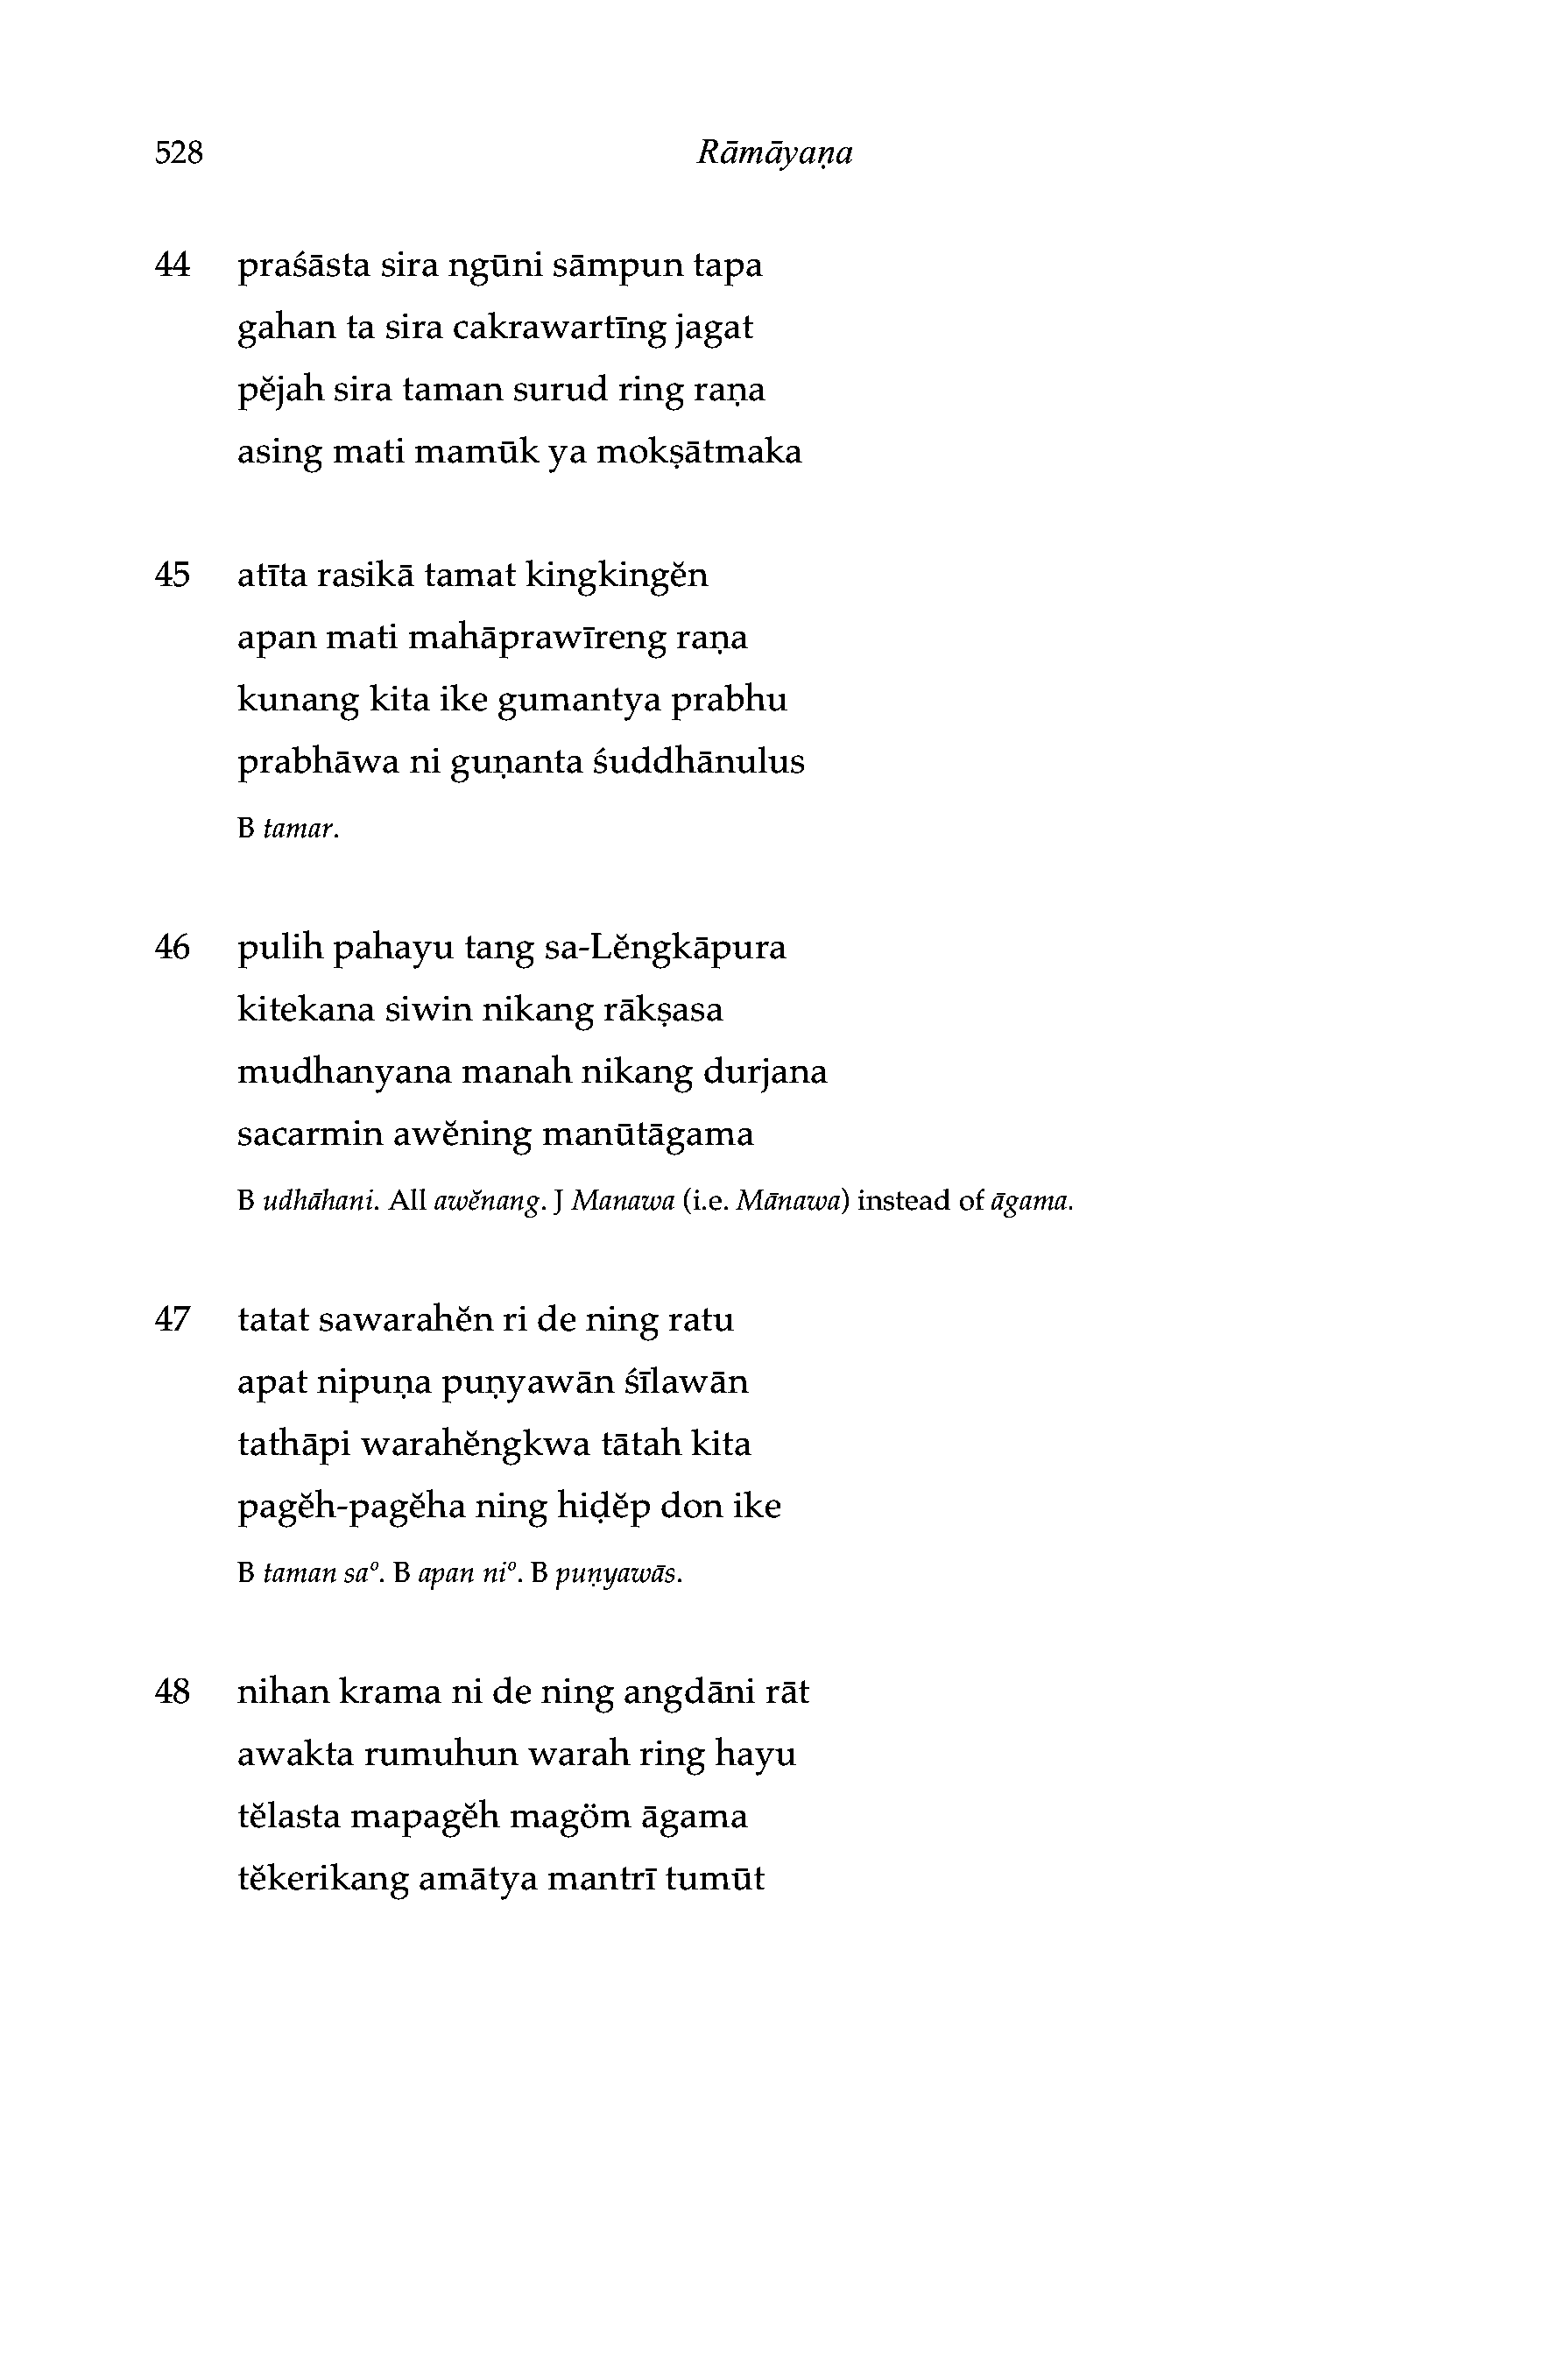 528 Rāmāyaṇa
44 praśāsta sira ngūni sāmpun tapa
gahan ta sira cakrawartīng jagat
pĕjah sira taman surud ring raṇa
asing mati mamūk ya mokṣātmaka
45 atīta rasikā tamat kingkingĕn
apan mati mahāprawīreng raṇa
kunang kita ike gumantya prabhu
prabhāwa ni guṇanta śuddhānulus
B tamar.
46 pulih pahayu tang sa-Lĕngkāpura
kitekana siwin nikang rākṣasa
mudhanyana manah nikang durjana
sacarmin awĕning manūtāgama
B udhāhani. All awĕnang. J Manawa (i.e. Mānawa) instead of āgama.
47 tatat sawarahĕn ri de ning ratu
apat nipuṇa puṇyawān śīlawān
tathāpi warahĕngkwa tātah kita
pagĕh-pagĕha ning hiḍĕp don ike
B taman saº. B apan niº. B puṇyawās.
48 nihan krama ni de ning angdāni rāt
awakta rumuhun warah ring hayu
tĕlasta mapagĕh magöm āgama
tĕkerikang amātya mantrī tumūt